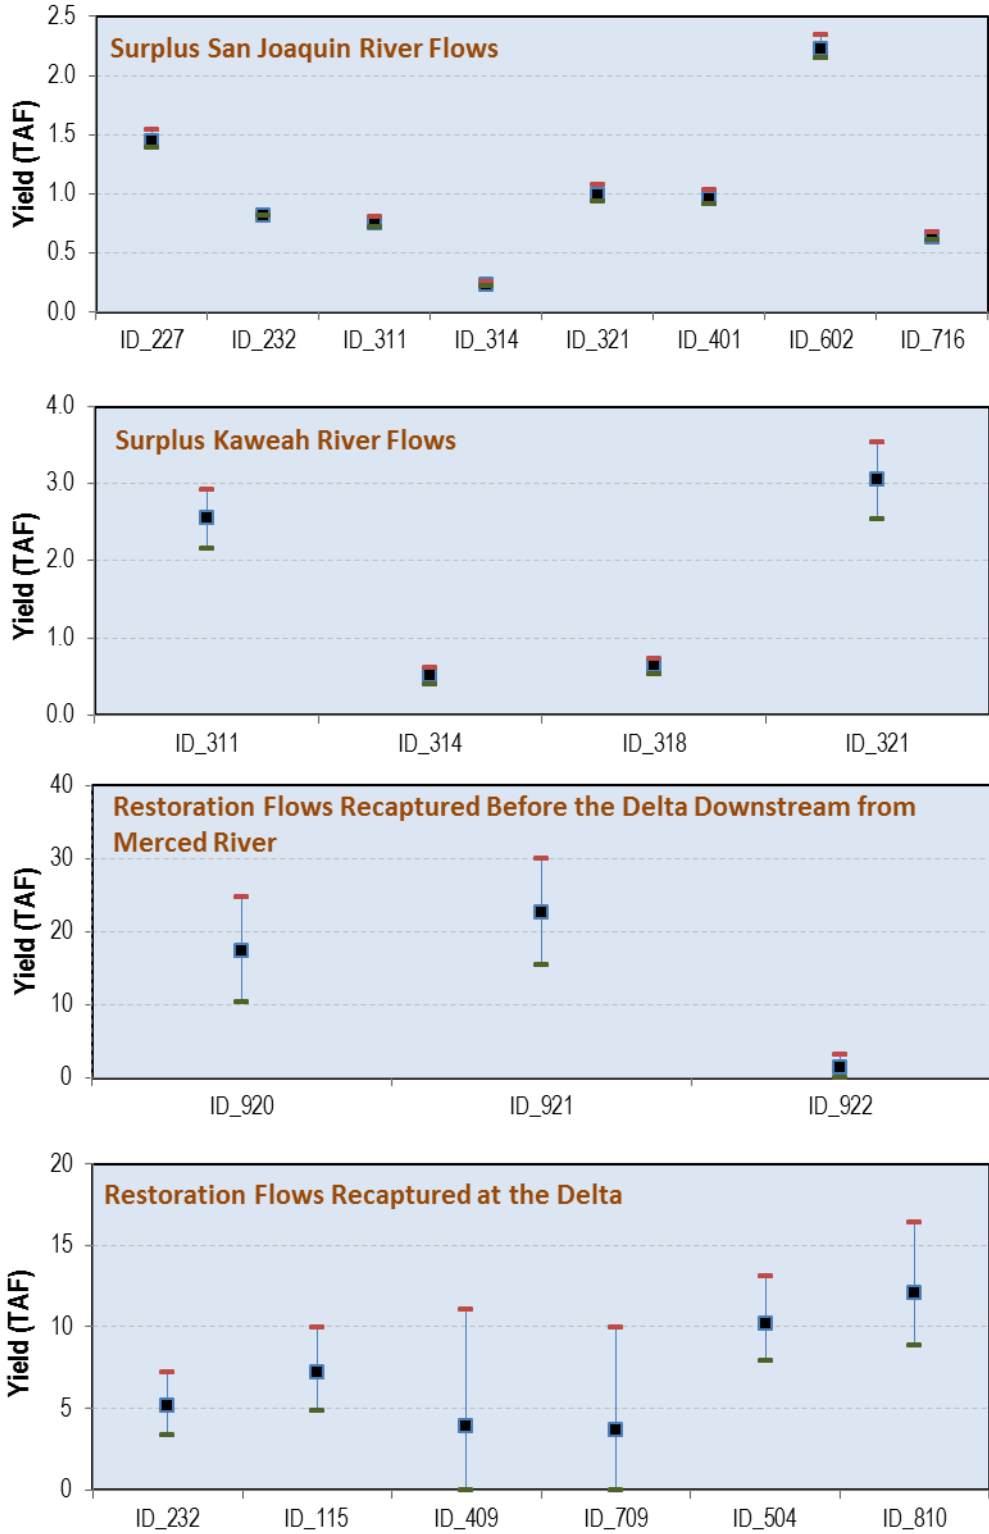 Surplus San Joaquin River Flows
Yield (TAF)
2.5
2.0
1.5
1.0
0.5
0.0
ID_227 ID_232 ID_311 ID_314 ID_321 ID_401 ID_602 ID_716
Surplus Kaweah River Flows
Yield (TAF)
4.0
3.0
2.0
1.0
0.0
ID_311 ID_314 ID_318 ID_321
Restoration Flows Recaptured Before the Delta Downstream from
Merced River
Yield (TAF)
40
30
20
10
0
ID_920 ID_921 ID_922
Restoration Flows Recaptured at the Delta
Yield (TAF)
20
15
10
5
0
ID_232 ID_115 ID_409 ID_709 ID_504 ID_810